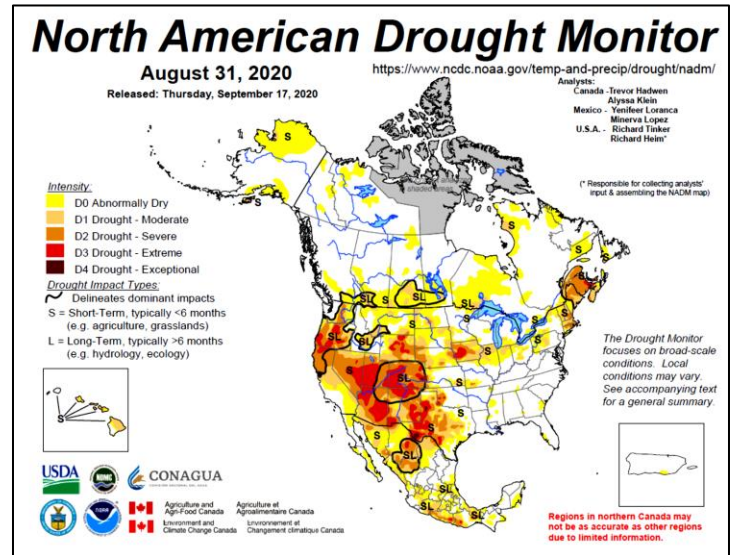 North American Drought Monitor
August 31, 2020
https://www.ncdc.noaa.gov/temp-and-precip/drought/nadm/
Released: Thursday, September 17, 2020
Analysts:
Canada -Trevor Hadwen
Alyssa Klein
Mexico - Yenifeer Loranca
Minerva Lopez
U.S.A. - Richard Tinker
Richard Heim*
(* Responsible for collecting analysts'
input & assembling the NADM map)
Intensity:
D0 Abnormally Dry
D1 Drought - Moderate
D2 Drought - Severe
D3 Drought - Extreme
D4 Drought - Exceptional
Drought Impact Types:
Delineates dominant impacts
S = Short-Term, typically <6 months
(e.g. agriculture, grasslands)
L = Long-Term, typically >6 months
(e.g. hydrology, ecology)
S
S
S
S
S
SL
S
SL
SL
SL
SL
SL
S
S
S
S
S
S
SL
S
S
S
S
SL
SL
SL
SL
S
The Drought Monitor
focuses on broad-scale
conditions. Local
conditions may vary.
See accompanying text
for a general summary.
USDA
CONAGUA
NOAA
Agriculture and
Agri-Food Canada
Agriculture et
Agroalimentaire Canada
Environment and
Climate Change Canada
Environnement et
Changement climatique Canada
Regions in northern Canada may
not be as accurate as other regions
due to limited information.